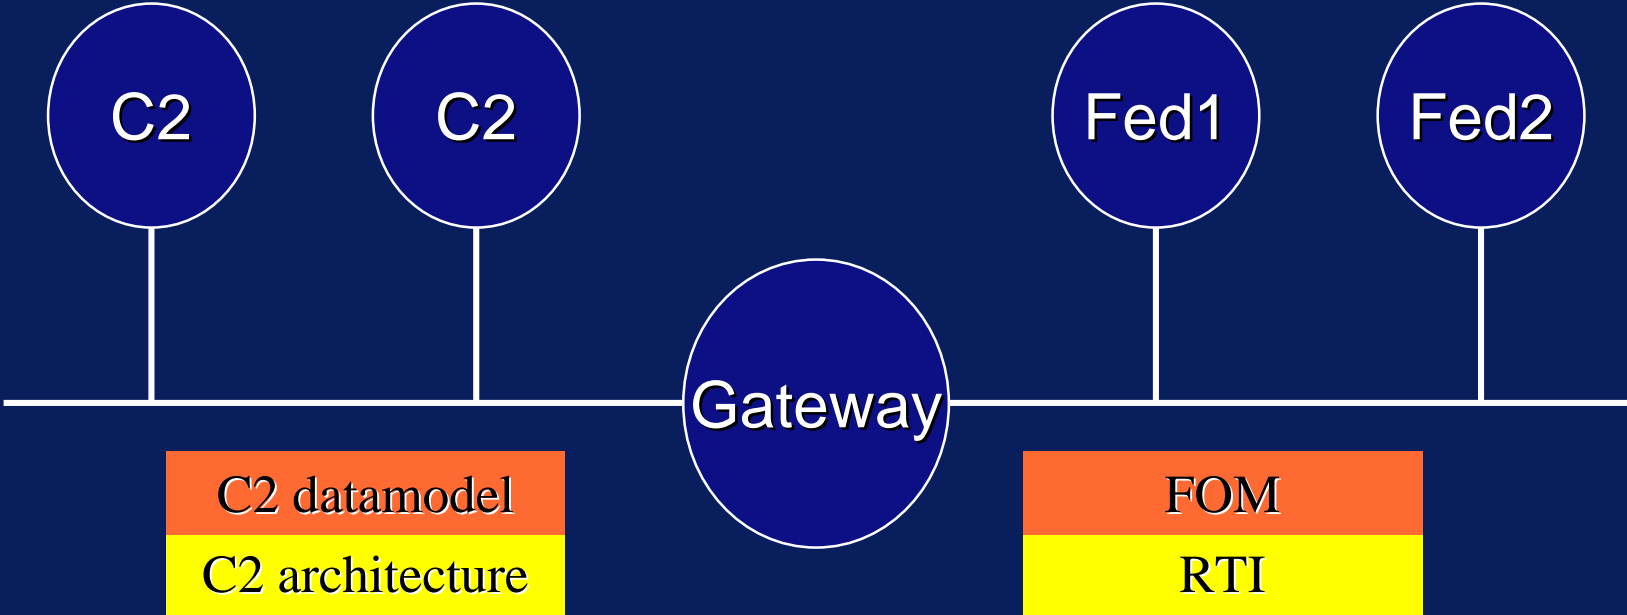 C2
C2
Fed1
Fed2
Gateway
C2 datamodel
C2 architecture
FOM
RTI